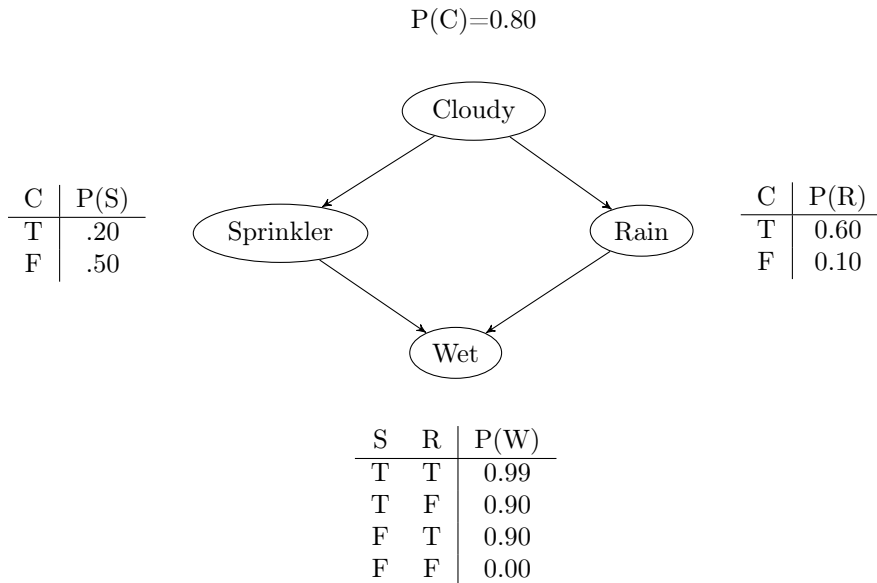 P(C)=0.80
Cloudy
C P(S)
T .20
F .50
Sprinkler
Rain
C P(R)
T 0.60
F 0.10
Wet
S R P(W)
T T 0.99
T F 0.90
F T 0.90
F F 0.00